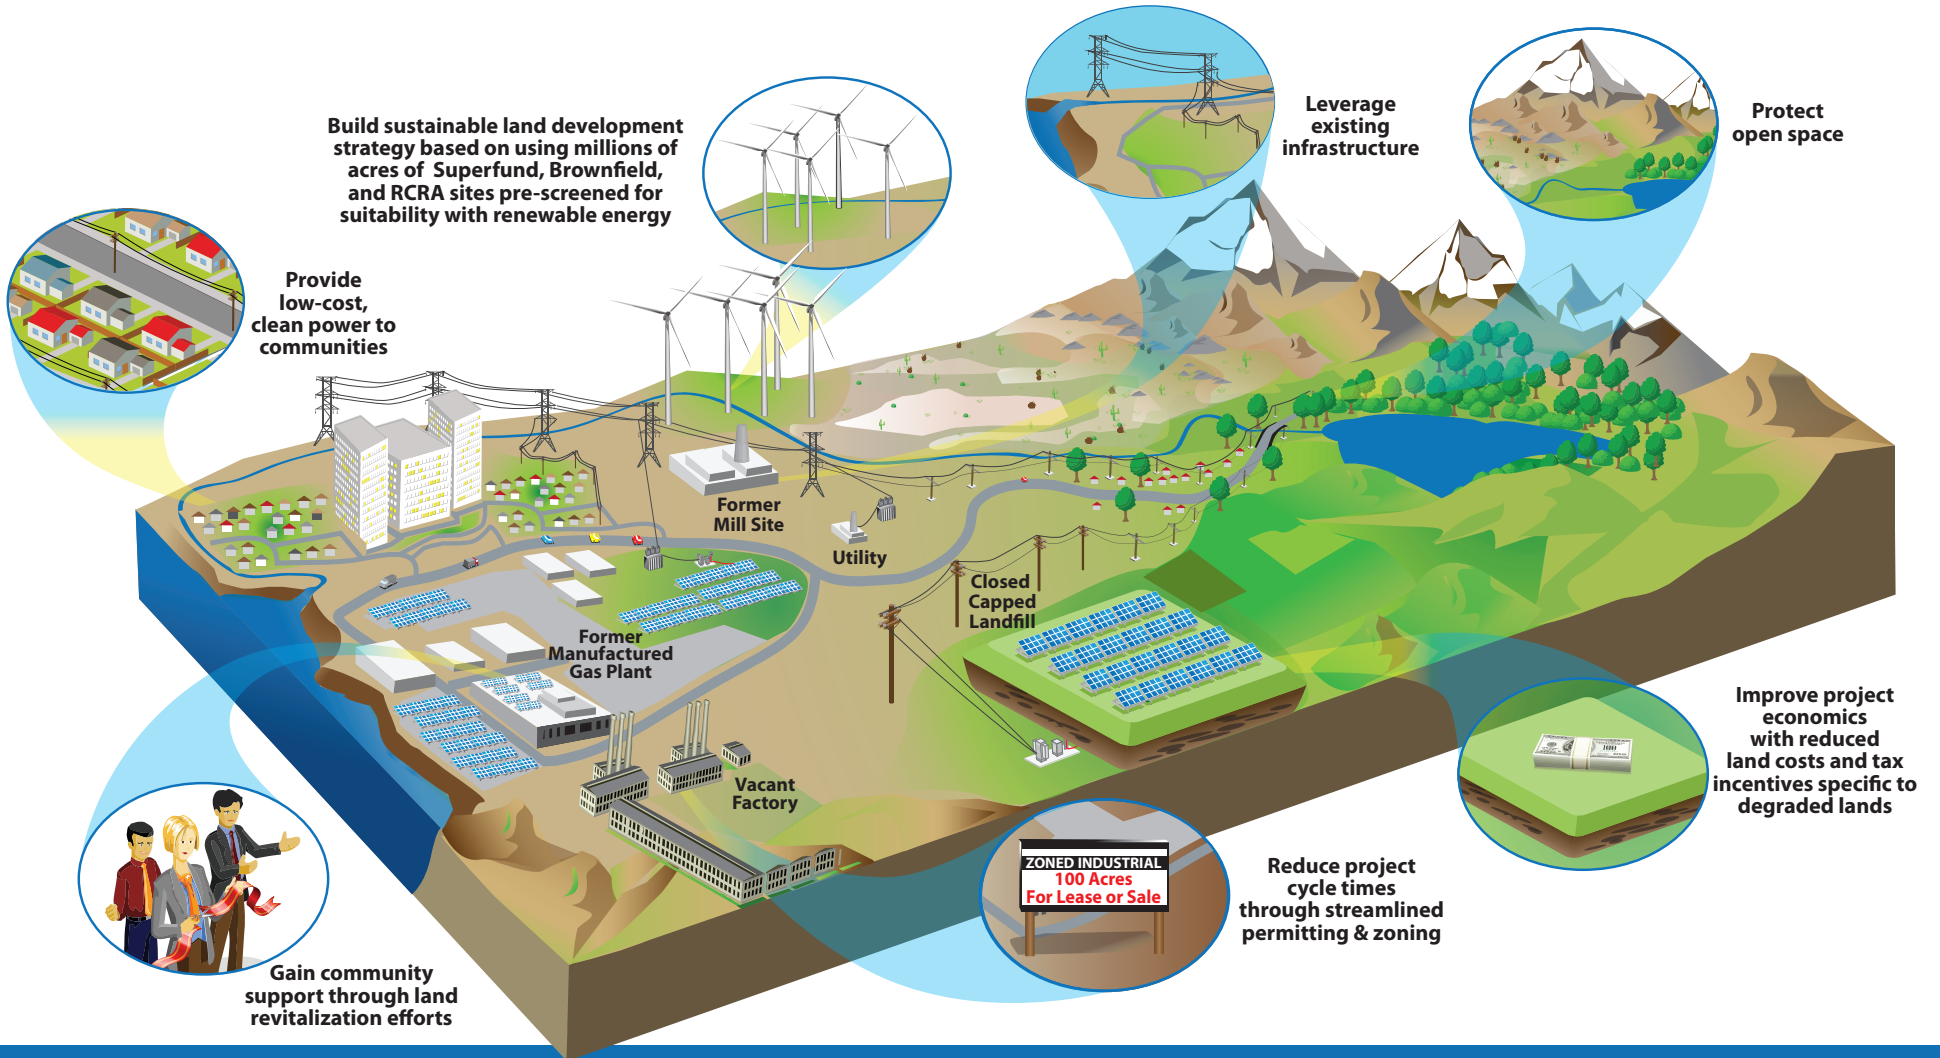 Build sustainable land development
strategy based on using millions of
acres of Superfund, Brownfield,
and RCRA sites pre-screened for
suitability with renewable energy
Leverage
existing
infrastructure
Protect
open space
Provide
low-cost,
clean power to
communities
Former
Mill Site
Utility
Closed
Capped
Landfill
Former
Manufactured
Gas Plant
Vacant
Factory
Improve project
economics
with reduced
land costs and tax
incentives specific to
degraded lands
100
ZONED INDUSTRIAL
100 Acres
For Lease or Sale
Reduce project
cycle times
through streamlined
permitting & zoning
Gain community
support through land
revitalization efforts